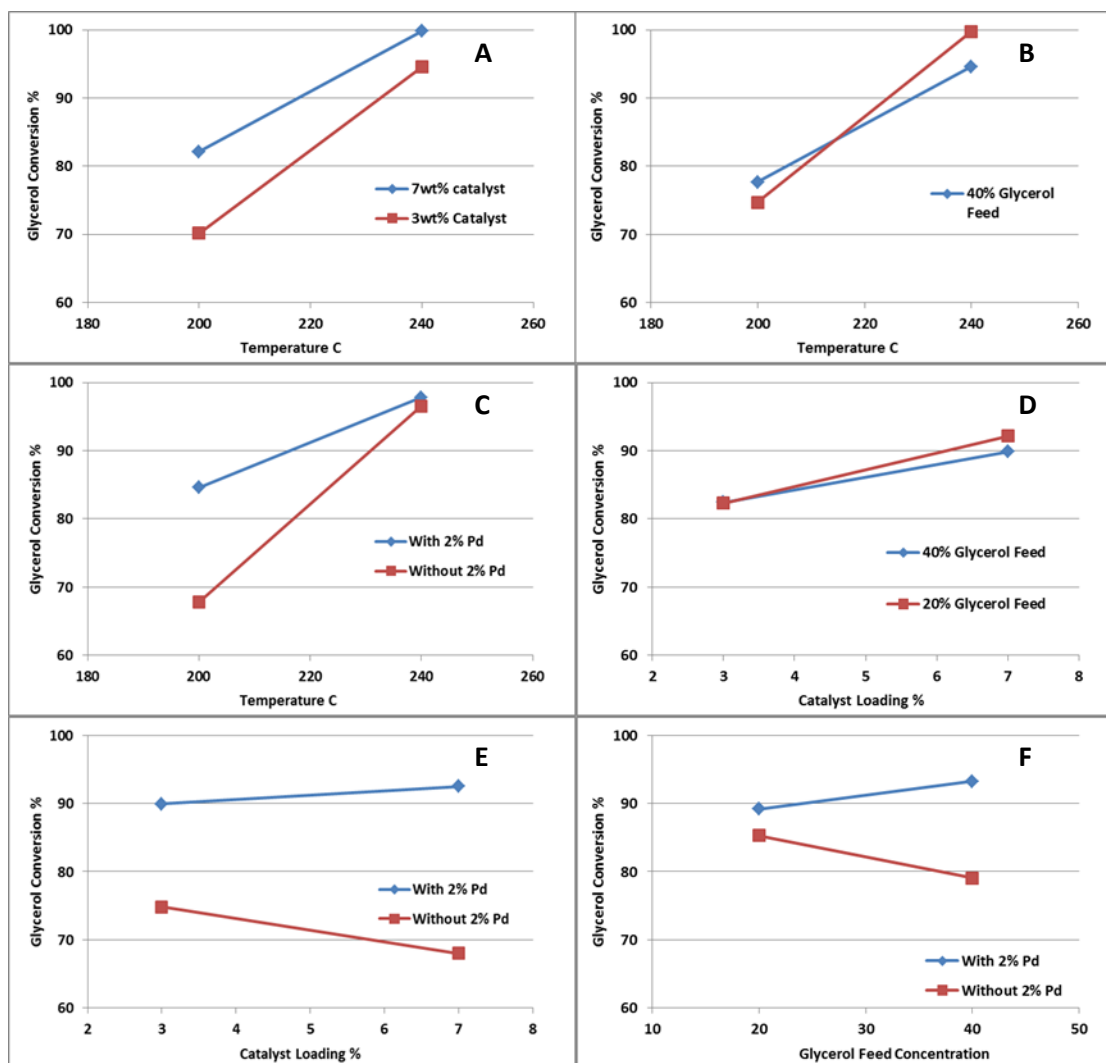 A
Glycerol Conversion %
100
90
80
70
60
180
200
220
240
260
Temperature C
7wt% catalyst
3wt% Catalyst
B
Glycerol Conversion %
100
90
80
70
60
180
200
220
240
260
Temperature C
40% Glycerol
Feed
C
Glycerol Conversion %
100
90
80
70
60
180
200
220
240
260
Temperature C
With 2% Pd
Without 2% Pd
D
Glycerol Conversion %
100
90
80
70
60
2
3
4
5
6
7
8
Catalyst Loading %
40% Glycerol Feed
20% Glycerol Feed
E
Glycerol Conversion %
100
90
80
70
60
2
3
4
5
6
7
8
Catalyst Loading %
With 2% Pd
Without 2% Pd
F
Glycerol Conversion %
100
90
80
70
60
10
20
30
40
50
Glycerol Feed Concentration
With 2% Pd
Without 2% Pd